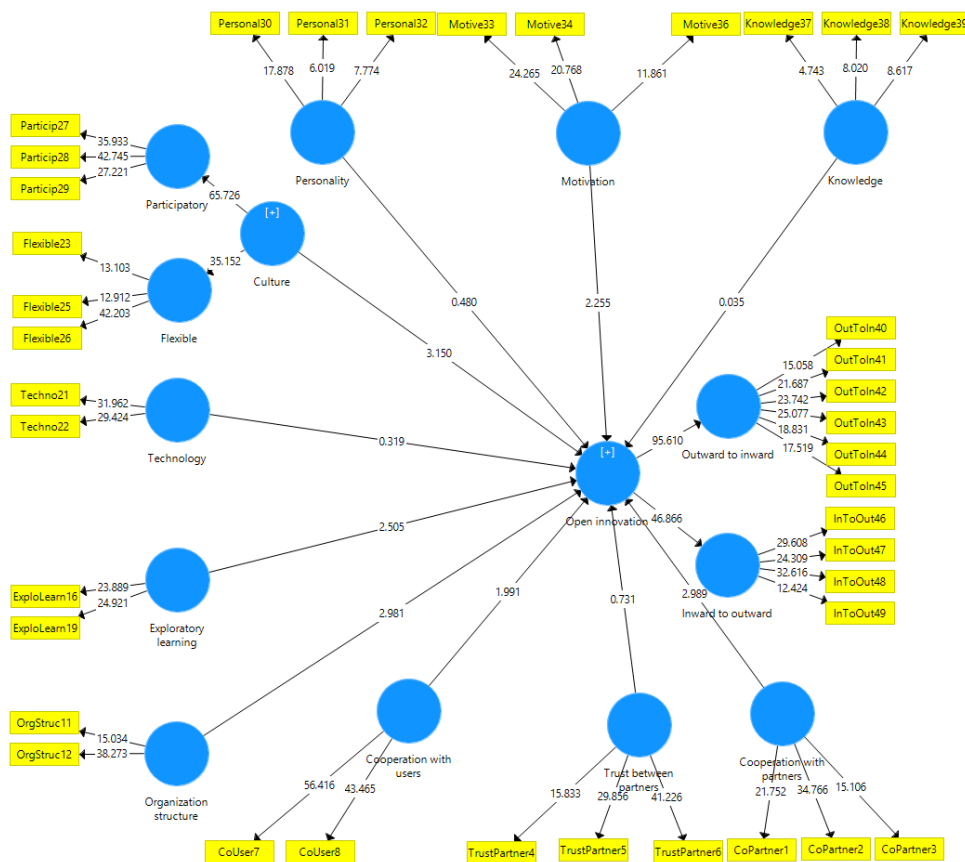 Personal30
Personal31
Personal32
Motive33
Motive34
Motive36
Knowledge37
Knowledge38
Knowledge39
17.878
6.019
7.774
24.265
20.768
11.861
4.743
8.020
8.617
Personality
Motivation
Knowledge
Particip27
Particip28
Particip29
35.933
42.745
27.221
Participatory
65.726
[+]
Culture
35.152
Flexible23
Flexible25
Flexible26
13.103
12.912
42.203
Flexible
0.480
2.255
0.035
3.150
Techno21
Techno22
31.962
29.424
Technology
0.319
OutToIn40
OutToIn41
OutToIn42
OutToIn43
OutToIn44
OutToIn45
15.058
21.687
23.742
25.077
18.831
17.519
Outward to inward
95.610
[+]
Open innovation
46.866
InToOut46
InToOut47
InToOut48
InToOut49
29.608
24.309
32.616
12.424
Inward to outward
2.505
ExploLearn16
ExploLearn19
23.889
24.921
Exploratory
learning
2.981
1.991
0.731
2.989
OrgStruc11
OrgStruc12
15.034
38.273
Organization
structure
Cooperation with
users
56.416
43.465
CoUser7
CoUser8
Trust between
partners
15.833
29.856
41.226
TrustPartner4
TrustPartner5
TrustPartner6
Cooperation with
partners
21.752
34.766
15.106
CoPartner1
CoPartner2
CoPartner3